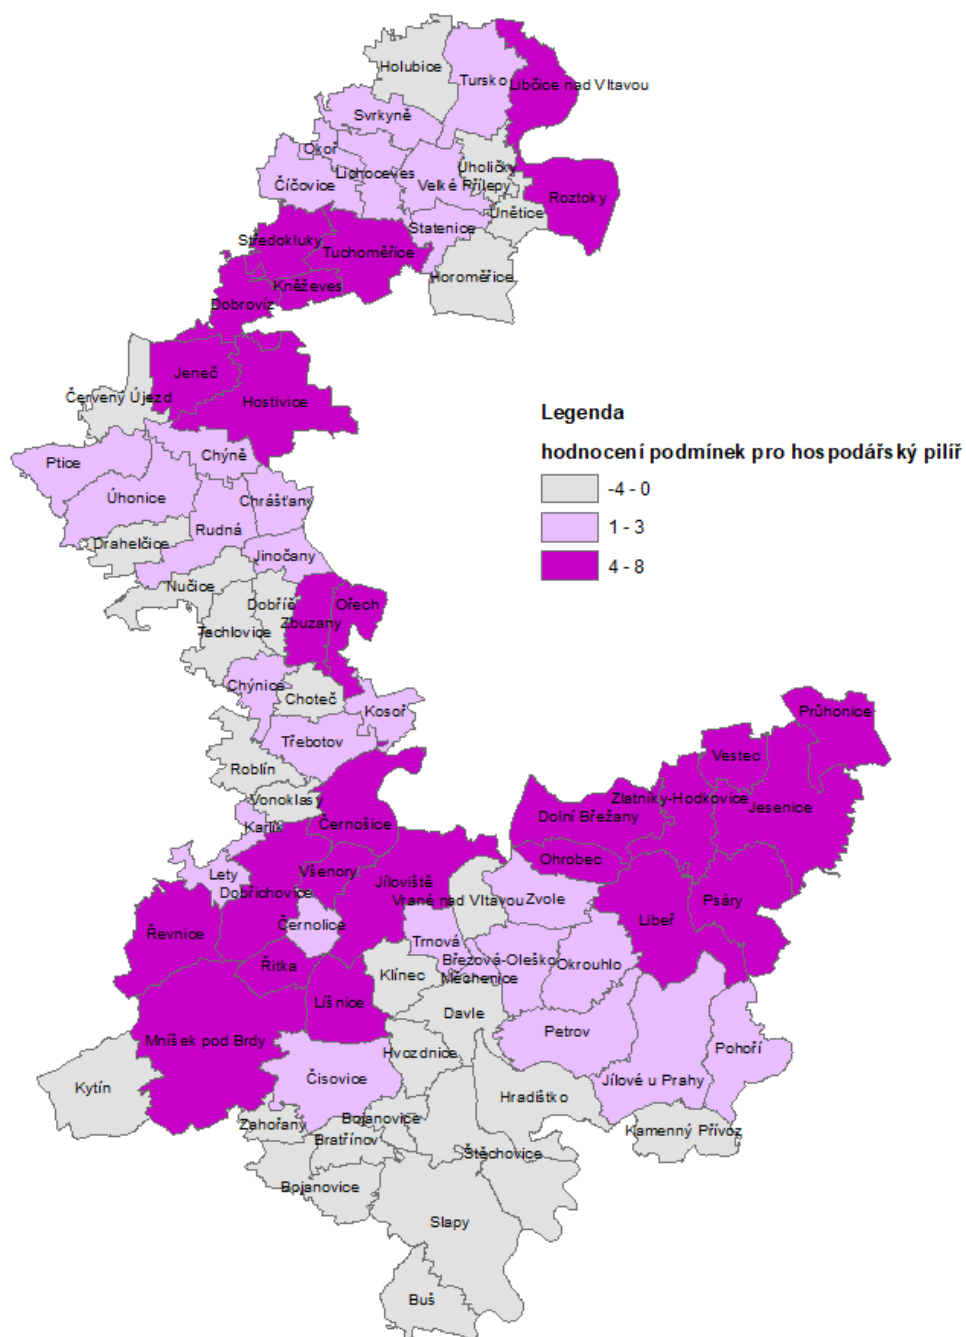 Holubice
Tursko
Libčice nad Vltavou
Svrkyně
Okoř
Lichoceves
Úholičky
Číčovice
Velké Přílepy
Roztoky
Únětice
Statenice
Středokluky
Tuchoměřice
Horoměřice
Kněževes
Dobrovíz
Jeneč
Červený Újezd
Hostivice
Legenda
hodnocení podmínek pro hospodářský pilíř
-4 - 0
1 - 3
4 - 8
Chýně
Ptice
Úhonice
Chrášťany
Rudná
Drahelčice
Jinočany
Nučice
Dobříč
Ořech
Zbuzany
Tachlovice
Chýnice
Choteč
Kosoř
Třebotov
Roblín
Vonoklasy
Karlík
Černošice
Průhonice
Vestec
Zlatníky-Hodkovice
Jesenice
Dolní Břežany
Ohrobec
Lety
Všenory
Dobřichovice
Jíloviště
Vrané nad Vltavou
Zvole
Psáry
Libeř
Černolice
Řevnice
Trnová
Březová-Oleško
Okrouhlo
Řitka
Klínec
Měchenice
Líšnice
Davle
Petrov
Mníšek pod Brdy
Hvozdnice
Pohoří
Čisovice
Jílové u Prahy
Kytín
Hradištko
Bojanovice
Zahořany
Bratřínov
Kamenný Přívoz
Štěchovice
Bojanovice
Slapy
Buš